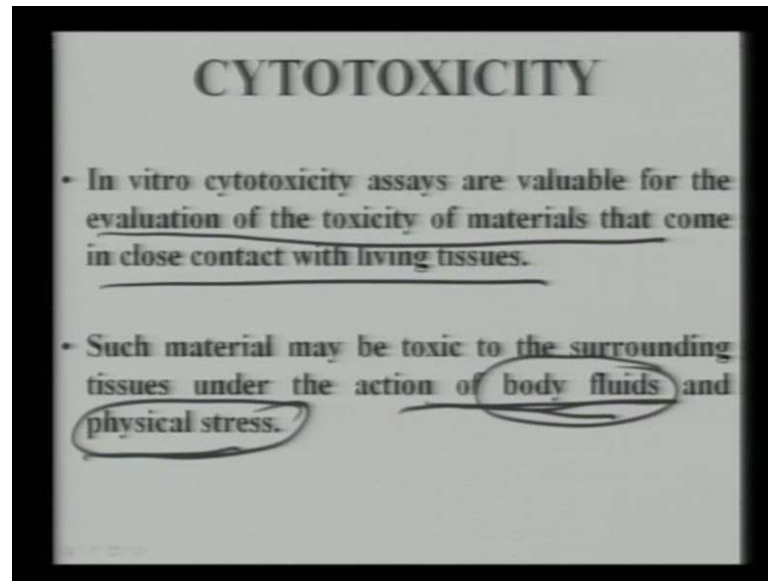 CYTOTOXICITY
• In vitro cytotoxicity assays are valuable for the
evaluation of the toxicity of materials that come
in close contact with living tissues.
• Such material may be toxic to the surrounding
tissues under the action of body fluids and
physical stress.